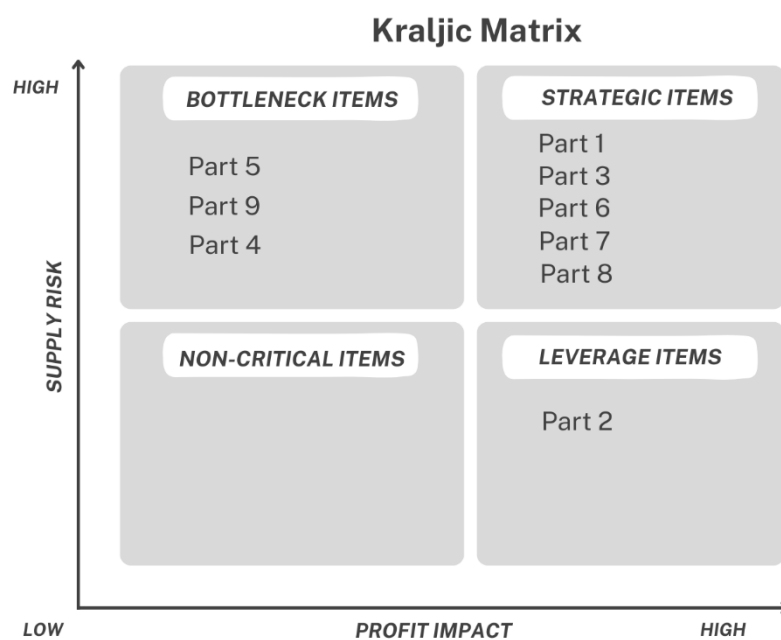 Kraljic Matrix
HIGH
BOTTLENECK ITEMS
Part 5
Part 9
Part 4
STRATEGIC ITEMS
Part 1
Part 3
Part 6
Part 7
Part 8
SUPPLY RISK
NON-CRITICAL ITEMS
LEVERAGE ITEMS
Part 2
LOW
PROFIT IMPACT
HIGH